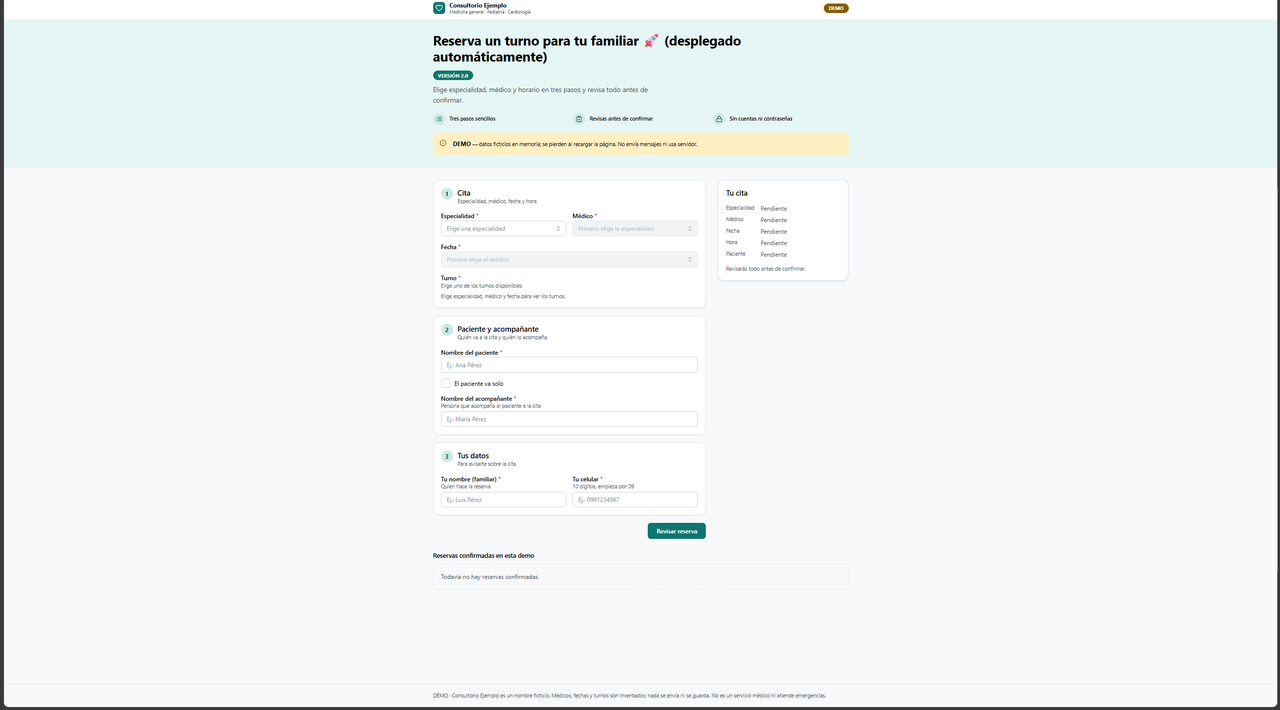 Consultorio Ejemplo
Medicina general · Pediatría · Cardiología
DEMO
Reserva un turno para tu familiar 🚀 (desplegado
automáticamente)
VERSIÓN 2.0
Elige especialidad, médico y horario en tres pasos y revisa todo antes de
confirmar.
Tres pasos sencillos
Revisas antes de confirmar
Sin cuentas ni contraseñas
DEMO — datos ficticios en memoria; se pierden al recargar la página. No envía mensajes ni usa servidor.
1 Cita
Especialidad, médico, fecha y hora
Especialidad *
Elige una especialidad
Médico *
Primero elige la especialidad
Fecha *
Primero elige el médico
Turno *
Elige uno de los turnos disponibles
Elige especialidad, médico y fecha para ver los turnos.
2 Paciente y acompañante
Quién va a la cita y quién lo acompaña
Nombre del paciente *
Ej.: Ana Pérez
El paciente va solo
Nombre del acompañante *
Persona que acompaña al paciente a la cita
Ej.: María Pérez
3 Tus datos
Para avisarte sobre la cita
Tu nombre (familiar) *
Quien hace la reserva
Ej.: Luis Pérez
Tu celular *
10 dígitos, empieza por 09
Ej.: 0991234567
Revisar reserva
Tu cita
Especialidad Pendiente
Médico Pendiente
Fecha Pendiente
Hora Pendiente
Paciente Pendiente
Revisarás todo antes de confirmar.
Reservas confirmadas en esta demo
Todavía no hay reservas confirmadas.
DEMO · Consultorio Ejemplo es un nombre ficticio. Médicos, fechas y turnos son inventados; nada se envía ni se guarda. No es un servicio médico ni atiende emergencias.